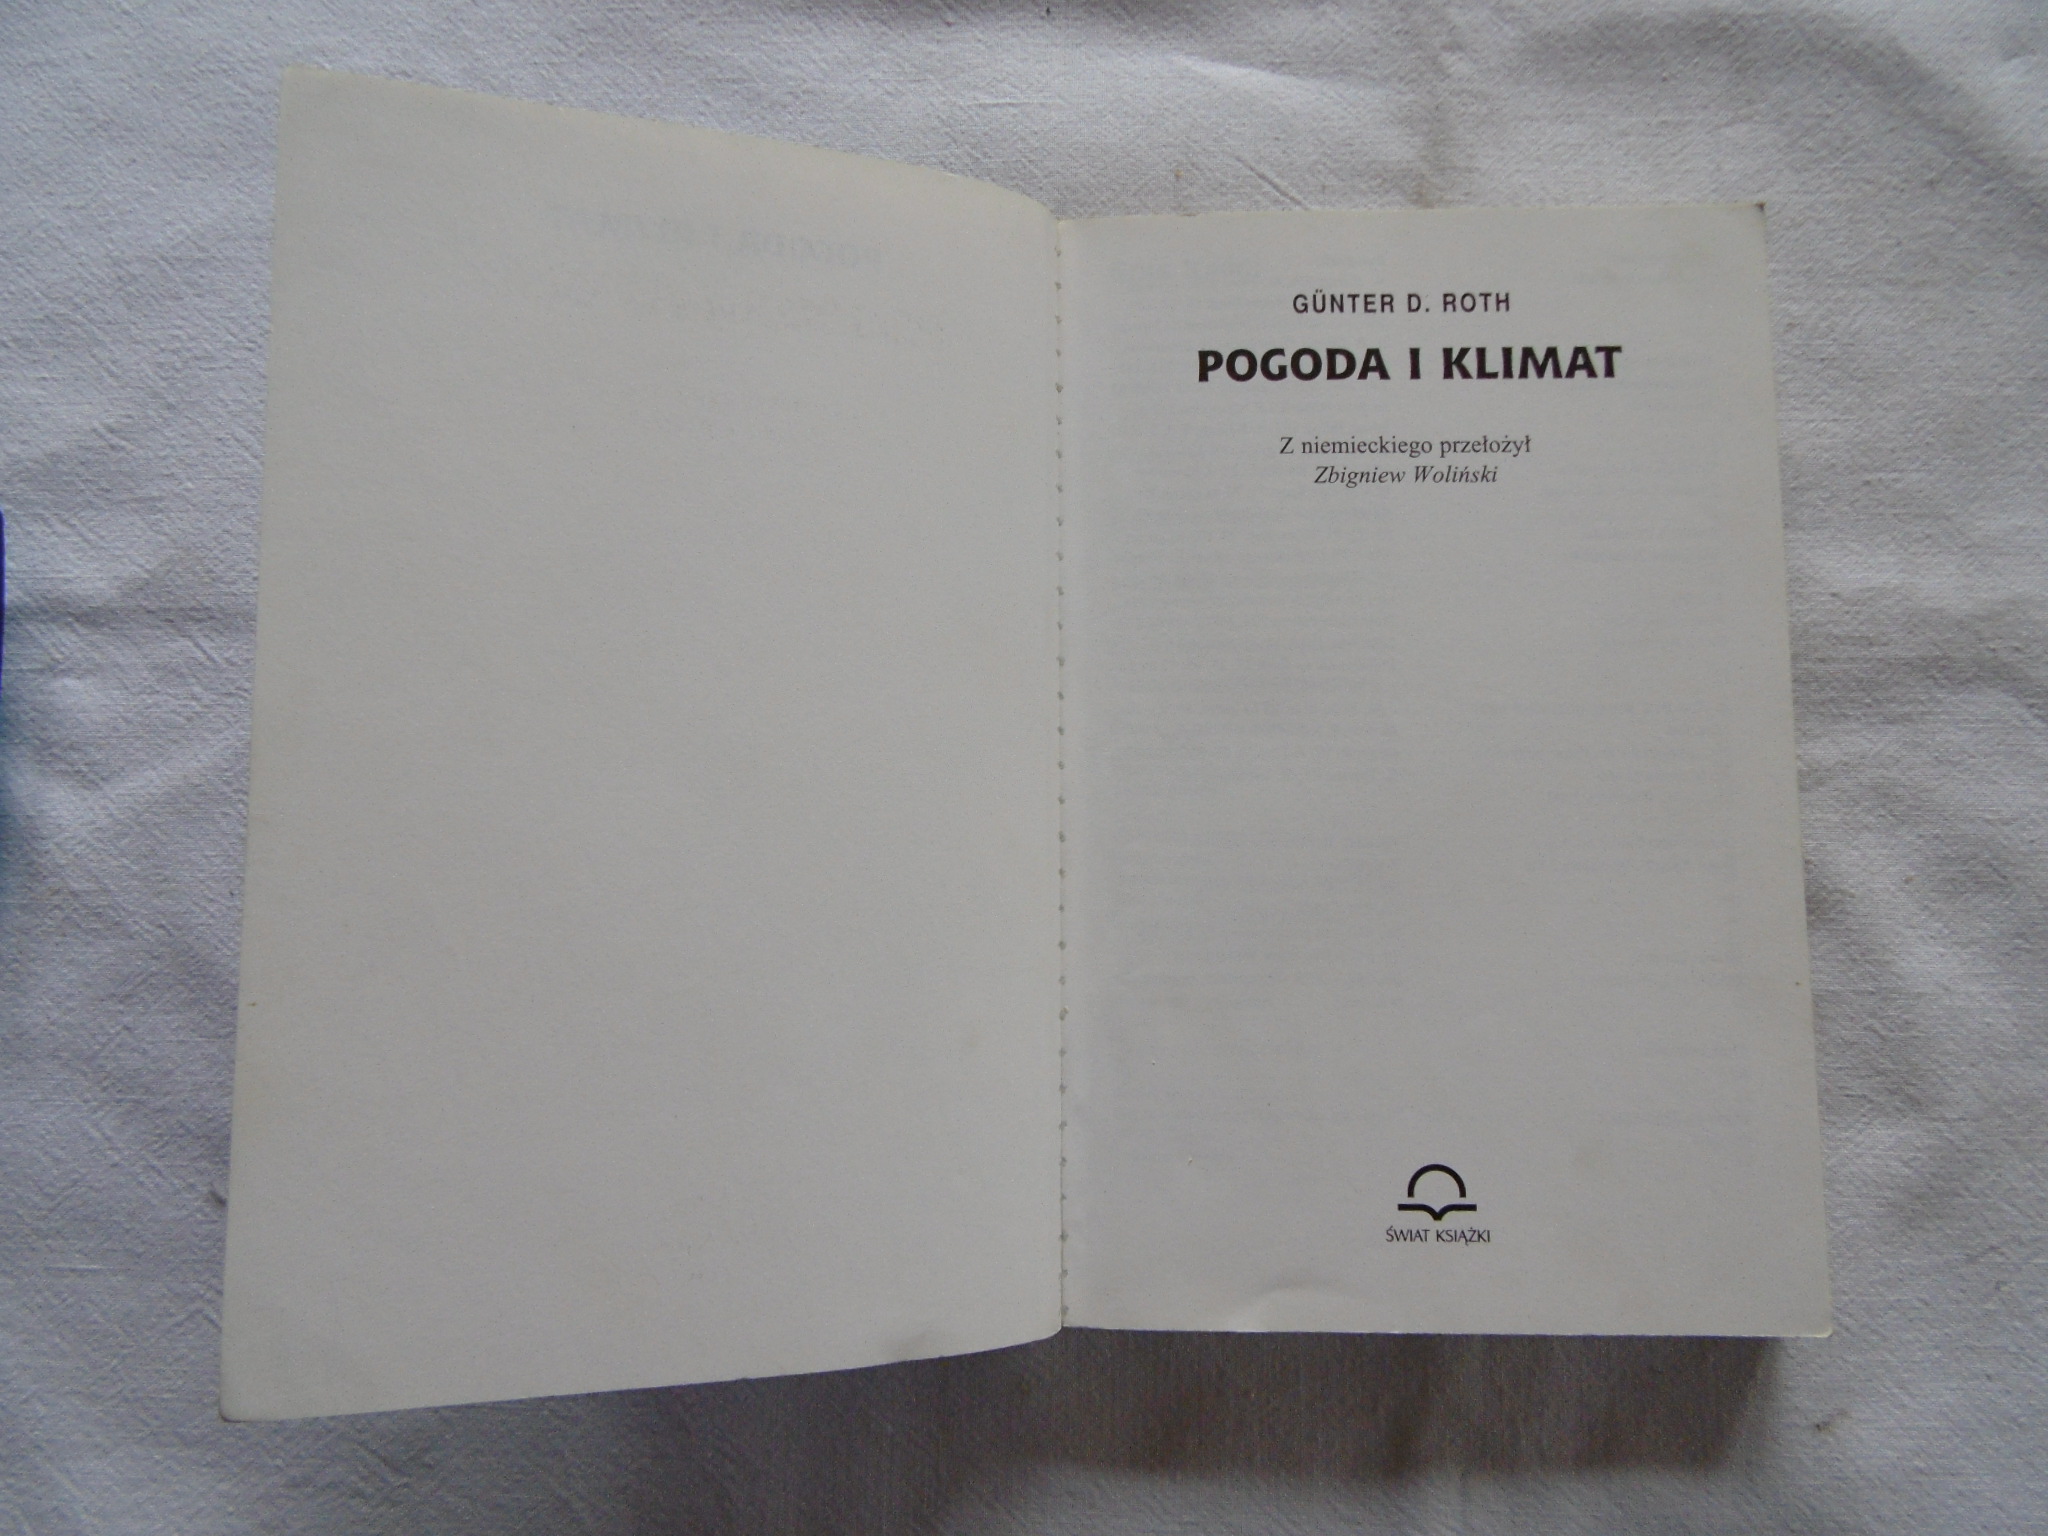 GÜNTER D. ROTH
POGODA I KLIMAT
Z niemieckiego przełożył
Zbigniew Woliński
ŚWIAT KSIĄŻKI